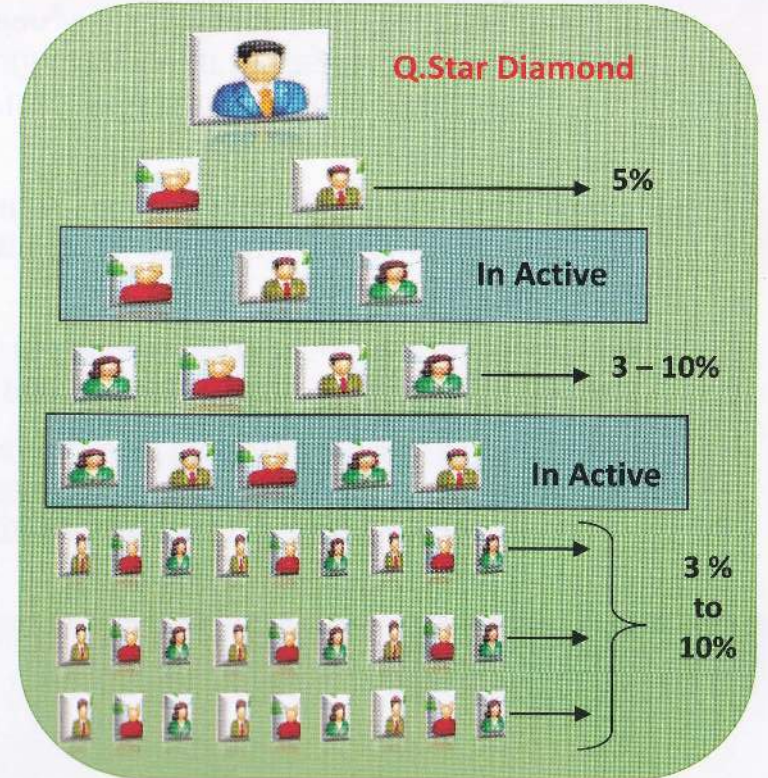 Q.Star Diamond
5%
In Active
3 – 10%
In Active
3 %
to
10%